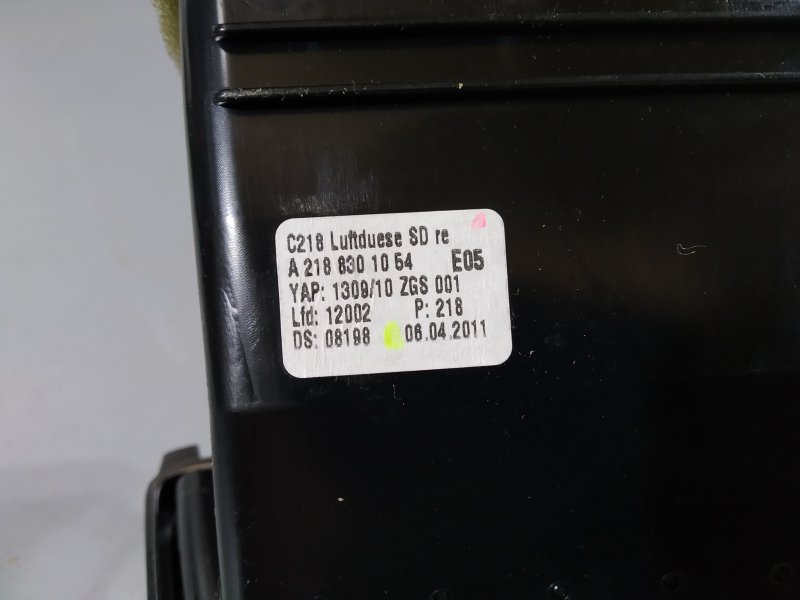 C218 Luftduese SD re
A 218 830 10 54 E05
YAP: 1309/10 ZGS 001
Lfd: 12002 P: 218
DS: 08198 06.04.2011